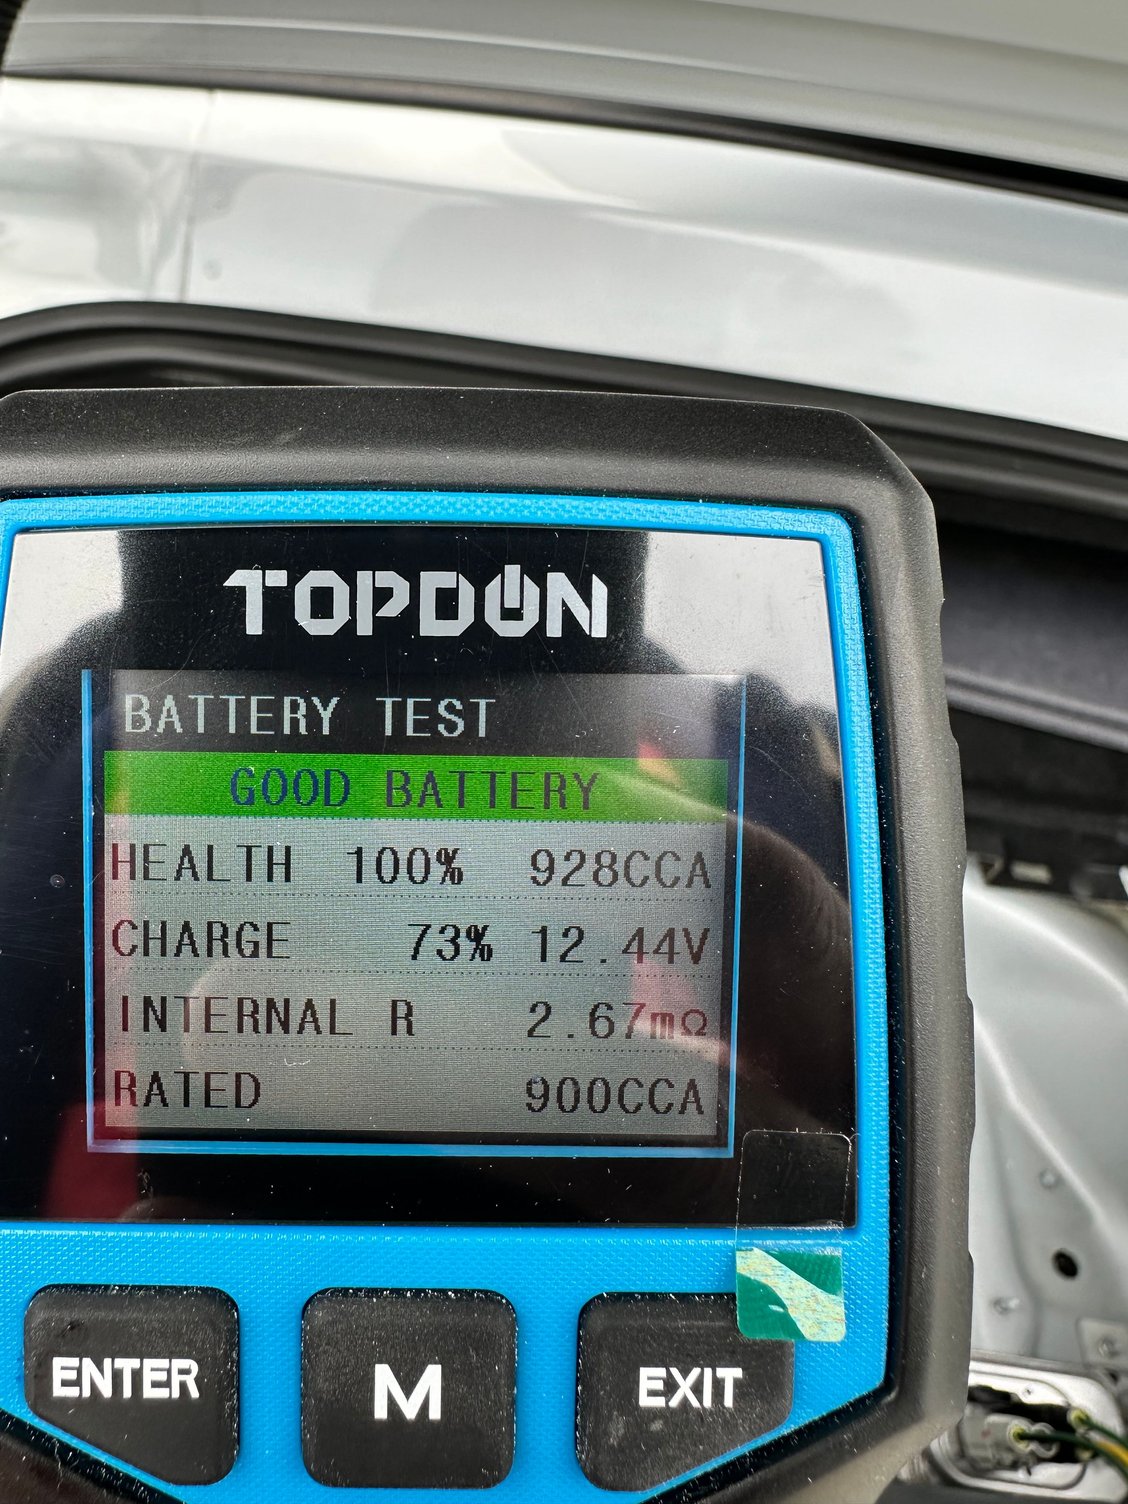 TOPDON
BATTERY TEST
GOOD BATTERY
HEALTH 100% 928CCA
CHARGE 73% 12.44V
INTERNAL R 2.67mΩ
RATED 900CCA
ENTER M EXIT